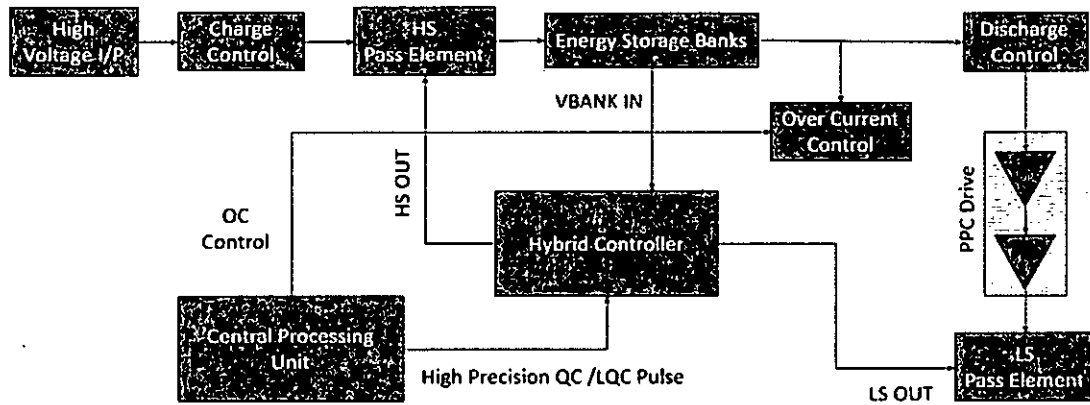 High
Voltage I/P
Charge
Control
HS
Pass Element
Energy Storage Banks
Discharge
Control
VBANK IN
Over Current
Control
HS OUT
PPC Drive
OC
Control
Hybrid Controller
Central Processing
Unit
High Precision QC /LQC Pulse
LS
Pass Element
LS OUT